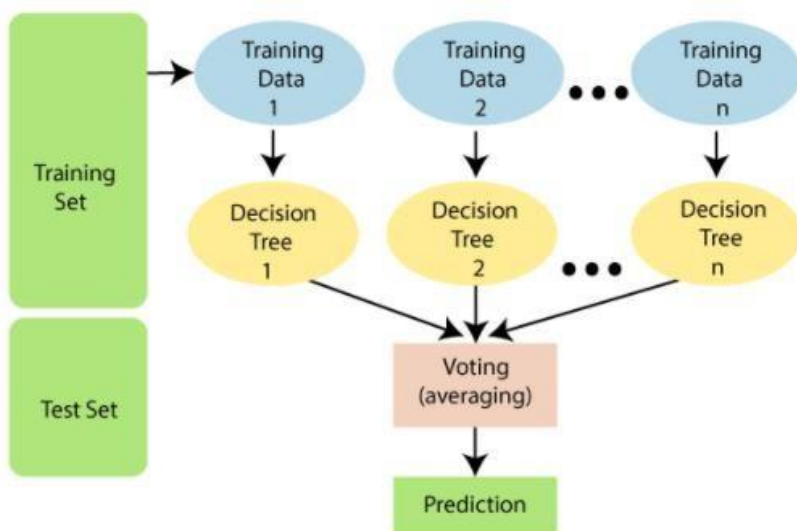 Training
Set
Training
Data
1
Training
Data
2
Training
Data
n
Decision
Tree
1
Decision
Tree
2
Decision
Tree
n
Test Set
Voting
(averaging)
Prediction